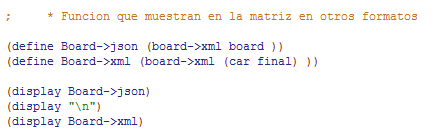 ;     * Funcion que muestran en la matriz en otros formatos
(define Board->json (board->xml board ))
(define Board->xml (board->xml (car final) ))
(display Board->json)
(display "\n")
(display Board->xml)